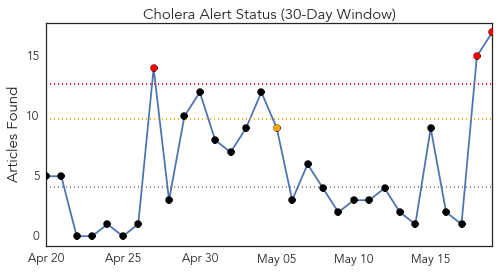 Cholera Alert Status (30-Day Window)
Articles Found
15
10
5
0
Apr 20 Apr 25 Apr 30 May 05 May 10 May 15